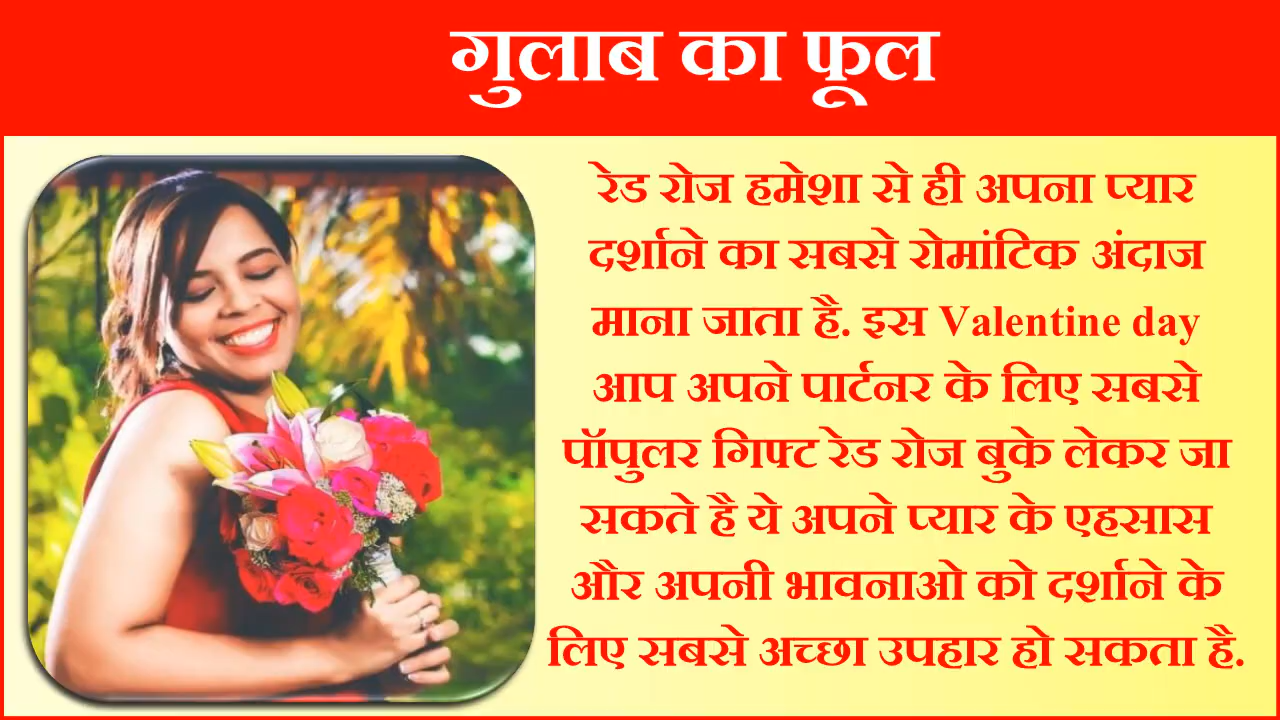 गुलाब का फूल
रेड रोज हमेशा से ही अपना प्यार
दर्शाने का सबसे रोमांटिक अंदाज
माना जाता है. इस Valentine day
आप अपने पार्टनर के लिए सबसे
पॉपुलर गिफ्ट रेड रोज बुके लेकर जा
सकते है ये अपने प्यार के एहसास
और अपनी भावनाओ को दर्शाने के
लिए सबसे अच्छा उपहार हो सकता है.